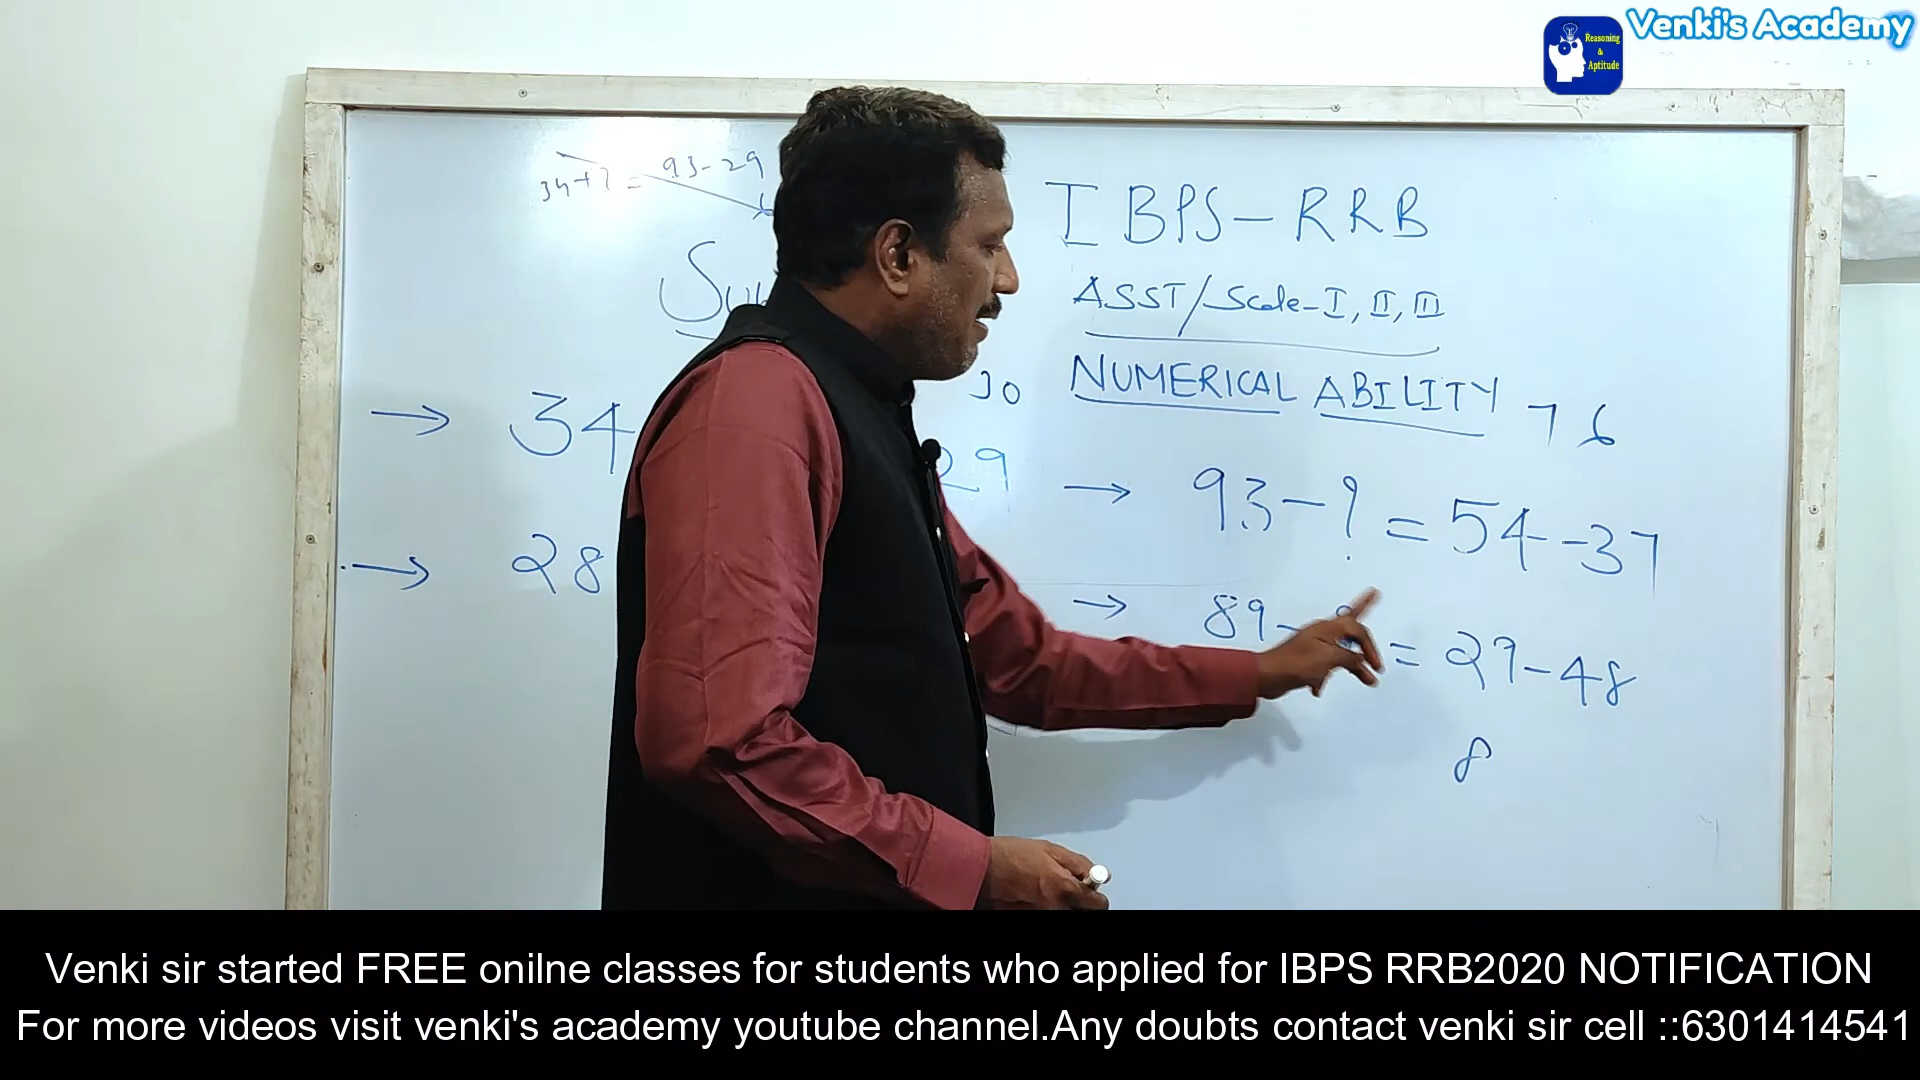 Venki's Academy
Reasoning
&
Aptitude
34+? = 93-29
IBPS-RRB
ASST/Scale-I, II, III
NUMERICAL ABILITY
30
76
→ 34
29
→ 93-? = 54-37
→ 28
→ 89-? = 27-48
8
Venki sir started FREE onilne classes for students who applied for IBPS RRB2020 NOTIFICATION
For more videos visit venki's academy youtube channel.Any doubts contact venki sir cell ::6301414541